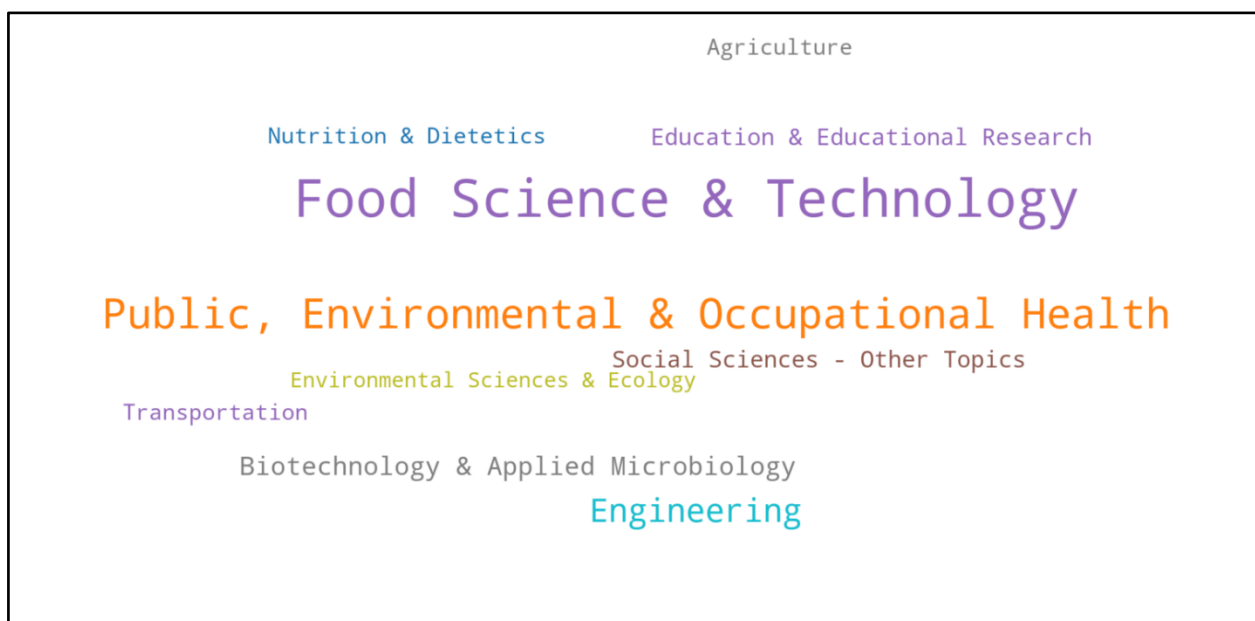 Agriculture
Nutrition & Dietetics
Education & Educational Research
Food Science & Technology
Public, Environmental & Occupational Health
Social Sciences - Other Topics
Environmental Sciences & Ecology
Transportation
Biotechnology & Applied Microbiology
Engineering